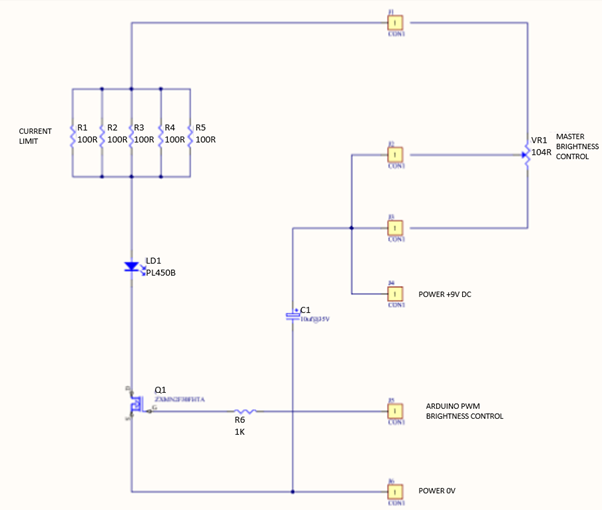 J1
1
CON1
CURRENT
LIMIT
R1
100R
R2
100R
R3
100R
R4
100R
R5
100R
VR1
104R
MASTER
BRIGHTNESS
CONTROL
J2
1
CON1
J3
1
CON1
LD1
PL450B
J4
1
CON1
POWER +9V DC
C1
+
10uf@35V
Q1
ZXMN2F30FHTA
D
G
S
R6
1K
J5
1
CON1
ARDUINO PWM
BRIGHTNESS CONTROL
J6
1
CON1
POWER 0V